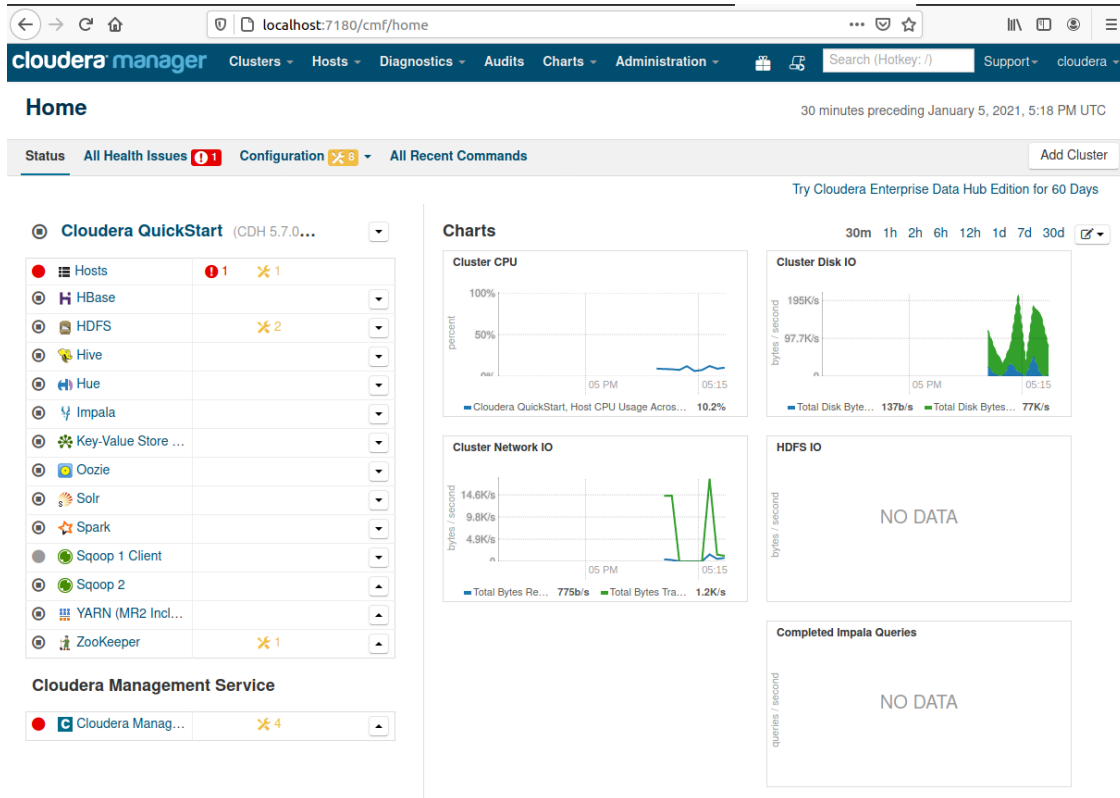 localhost:7180/cmf/home
cloudera manager Clusters Hosts Diagnostics Audits Charts Administration Search (Hotkey: /) Support cloudera
Home
30 minutes preceding January 5, 2021, 5:18 PM UTC
Status All Health Issues 1 Configuration 8 All Recent Commands Add Cluster
Try Cloudera Enterprise Data Hub Edition for 60 Days
Cloudera QuickStart (CDH 5.7.0...
Hosts 1 1
HBase
HDFS 2
Hive
Hue
Impala
Key-Value Store ...
Oozie
Solr
Spark
Sqoop 1 Client
Sqoop 2
YARN (MR2 Incl...
ZooKeeper 1
Cloudera Management Service
C Cloudera Manag... 4
Charts
30m 1h 2h 6h 12h 1d 7d 30d
Cluster CPU
percent
100%
50%
0%
05 PM 05:15
Cloudera QuickStart, Host CPU Usage Acros... 10.2%
Cluster Disk IO
bytes / second
195K/s
97.7K/s
0
05 PM 05:15
Total Disk Byte... 137b/s Total Disk Bytes... 77K/s
Cluster Network IO
bytes / second
14.6K/s
9.8K/s
4.9K/s
0
05 PM 05:15
Total Bytes Re... 775b/s Total Bytes Tra... 1.2K/s
HDFS IO
bytes / second
NO DATA
Completed Impala Queries
queries / second
NO DATA